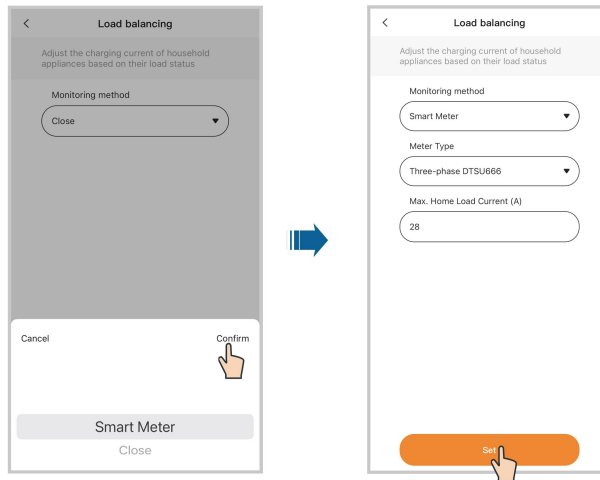 Load balancing
Adjust the charging current of household
appliances based on their load status
Monitoring method
Close
Cancel
Confirm
Smart Meter
Close
Load balancing
Adjust the charging current of household
appliances based on their load status
Monitoring method
Smart Meter
Meter Type
Three-phase DTSU666
Max. Home Load Current (A)
28
Set